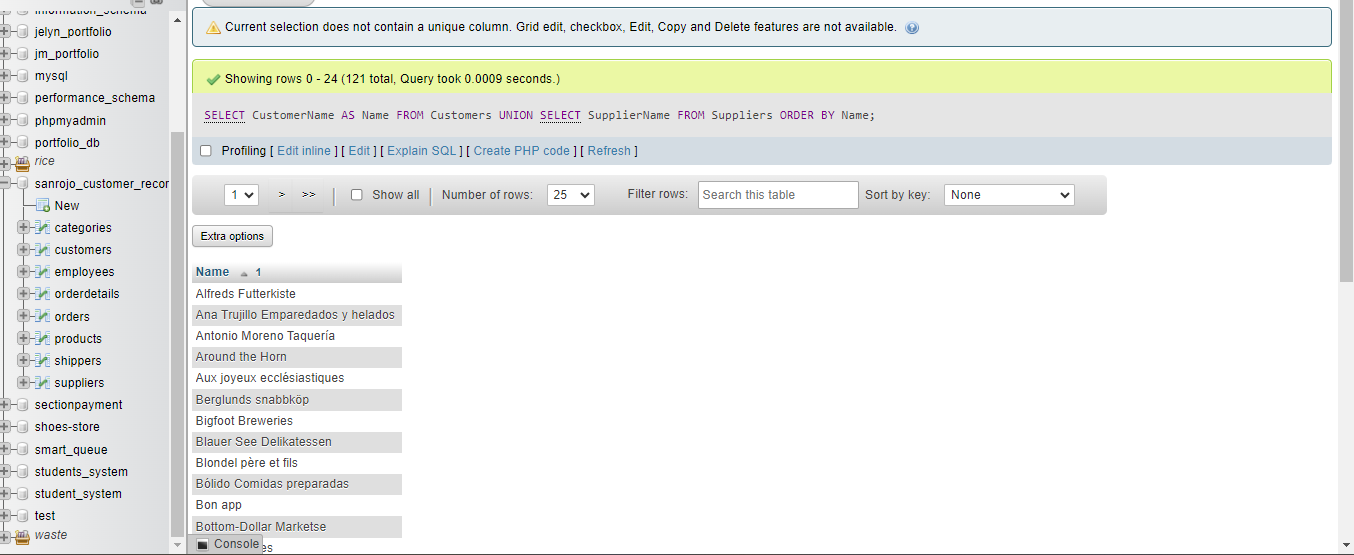 information_schema
jelyn_portfolio
jm_portfolio
mysql
performance_schema
phpmyadmin
portfolio_db
rice
sanrojo_customer_recor
New
categories
customers
employees
orderdetails
orders
products
shippers
suppliers
sectionpayment
shoes-store
smart_queue
students_system
student_system
test
waste
Current selection does not contain a unique column. Grid edit, checkbox, Edit, Copy and Delete features are not available.
Showing rows 0 - 24 (121 total, Query took 0.0009 seconds.)
SELECT CustomerName AS Name FROM Customers UNION SELECT SupplierName FROM Suppliers ORDER BY Name;
Profiling [ Edit inline ] [ Edit ] [ Explain SQL ] [ Create PHP code ] [ Refresh ]
1 > >> Show all Number of rows: 25 Filter rows: Search this table Sort by key: None
Extra options
Name 1
Alfreds Futterkiste
Ana Trujillo Emparedados y helados
Antonio Moreno Taquería
Around the Horn
Aux joyeux ecclésiastiques
Berglunds snabbköp
Bigfoot Breweries
Blauer See Delikatessen
Blondel père et fils
Bólido Comidas preparadas
Bon app
Bottom-Dollar Marketse
Console